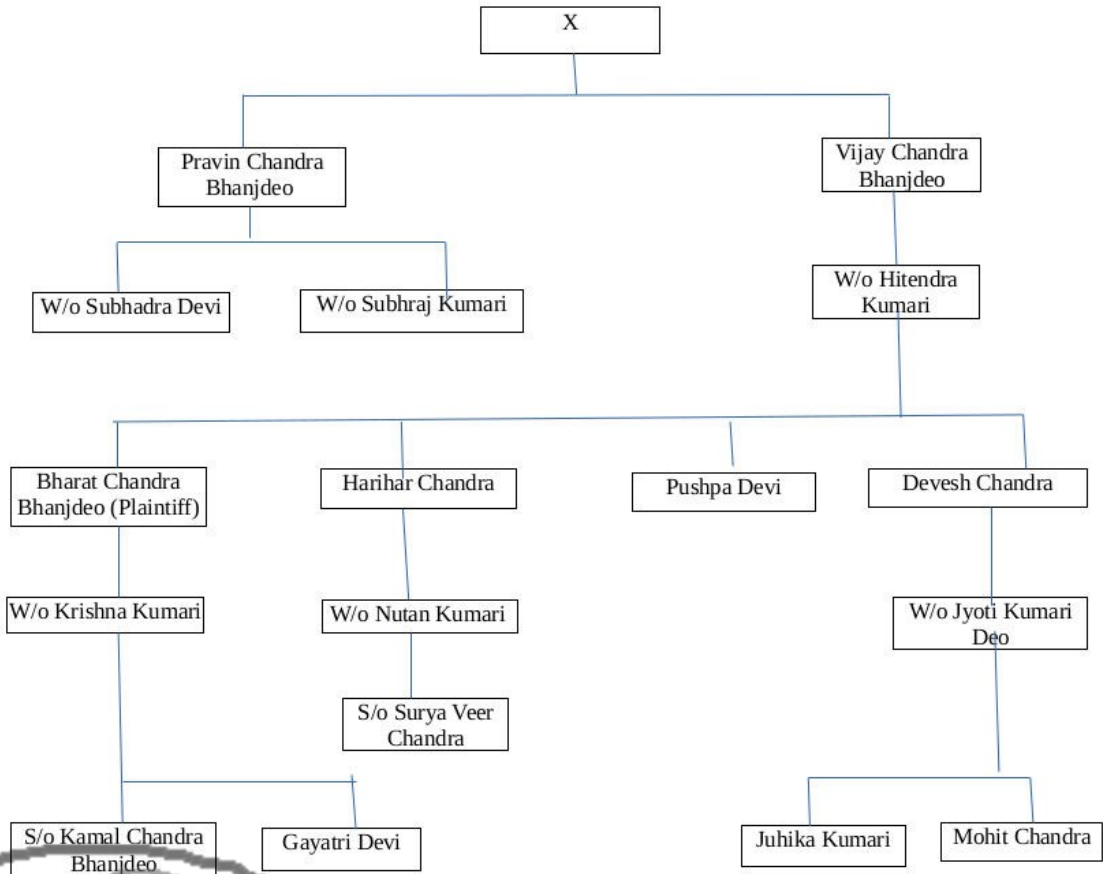 X
Pravin Chandra
Bhanjdeo
Vijay Chandra
Bhanjdeo
W/o Subhadra Devi
W/o Subhraj Kumari
W/o Hitendra
Kumari
Bharat Chandra
Bhanjdeo (Plaintiff)
Harihar Chandra
Pushpa Devi
Devesh Chandra
W/o Krishna Kumari
W/o Nutan Kumari
W/o Jyoti Kumari
Deo
S/o Surya Veer
Chandra
S/o Kamal Chandra
Bhanjdeo
Gayatri Devi
Juhika Kumari
Mohit Chandra